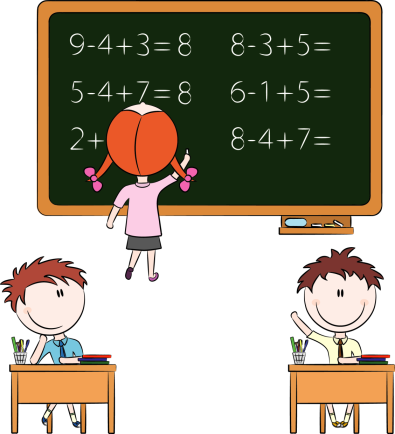 9-4+3=8 8-3+5=
5-4+7=8 6-1+5=
2+ 8-4+7=